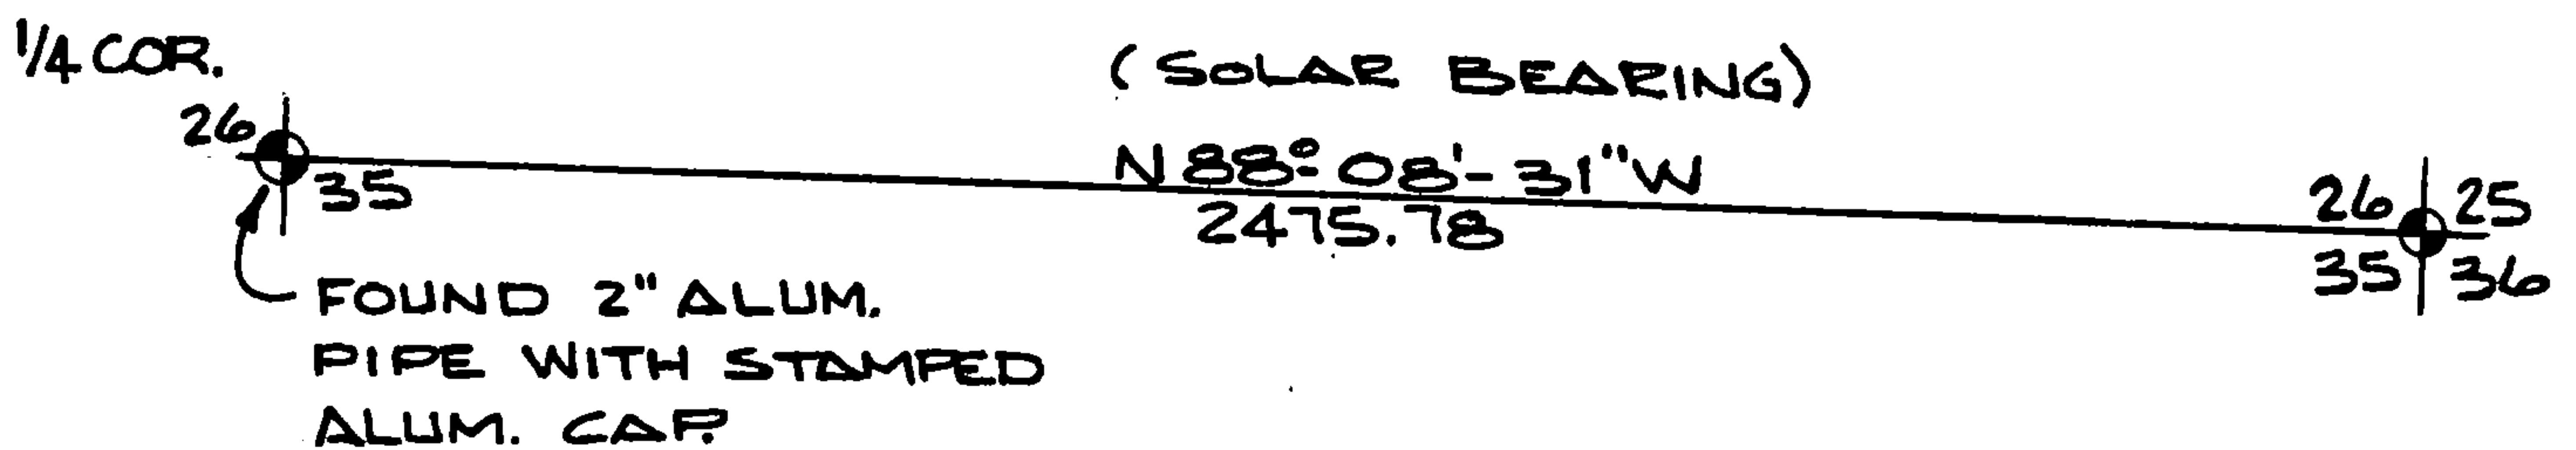 1/4 COR.
(SOLAR BEARING)
26
35
N 88°-08'-31"W
2475.78
26 25
35 36
FOUND 2" ALUM.
PIPE WITH STAMPED
ALUM. CAP.